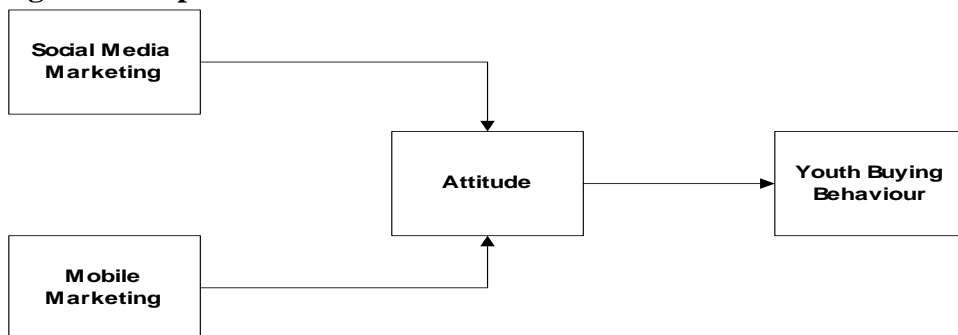 Social Media
Marketing
Attitude
Youth Buying
Behaviour
Mobile
Marketing